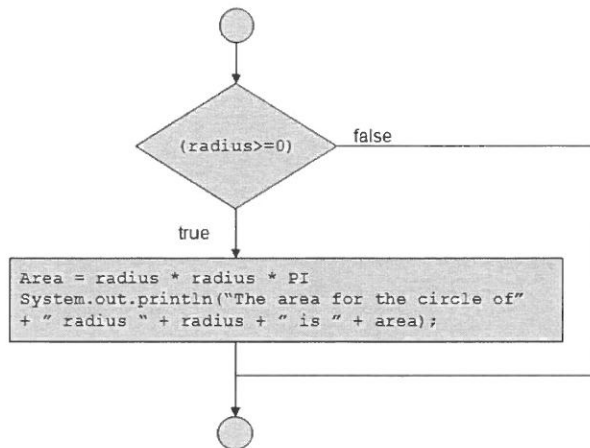 (radius>=0)
false
true
Area = radius * radius * PI
System.out.println("The area for the circle of"
+ " radius " + radius + " is " + area);